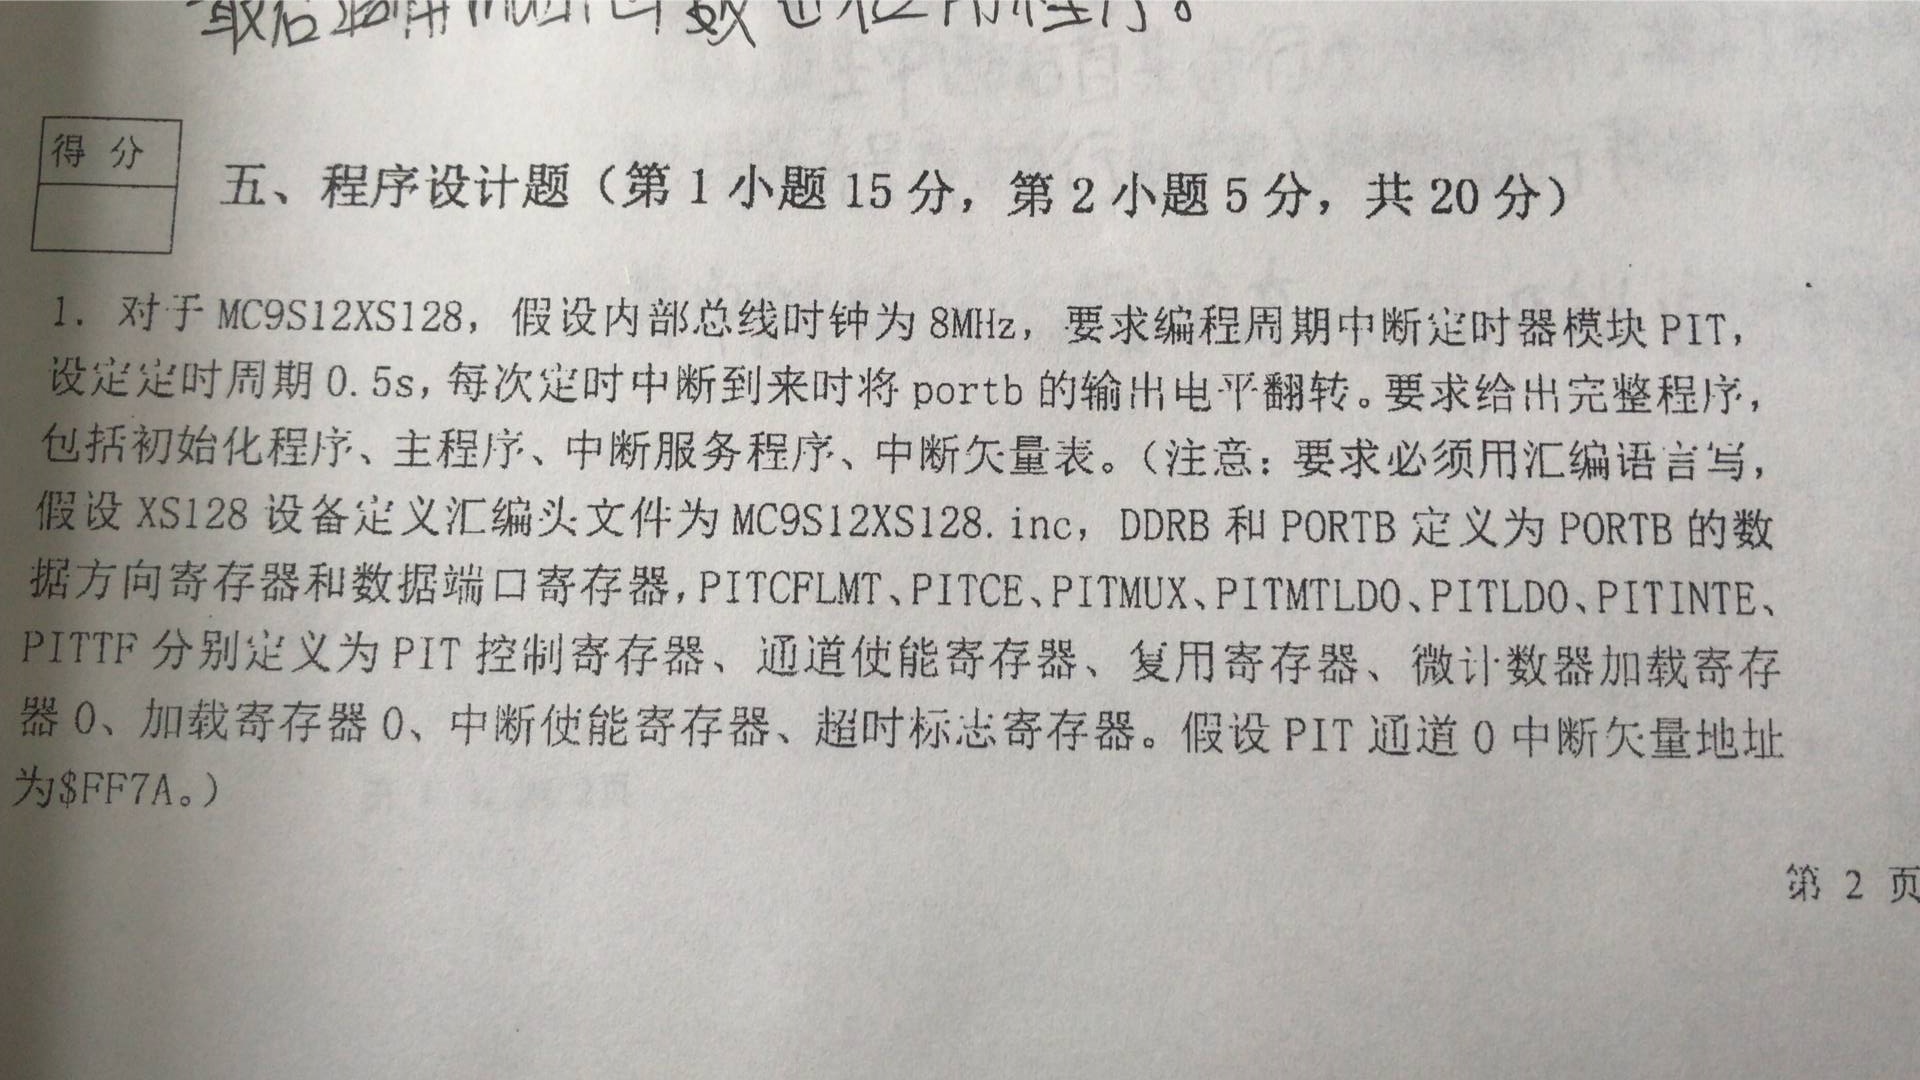 最后 函数 应用程序。
得 分
五、程序设计题（第 1 小题 15 分，第 2 小题 5 分，共 20 分）
1. 对于 MC9S12XS128，假设内部总线时钟为 8MHz，要求编程周期中断定时器模块 PIT，
设定定时周期 0.5s，每次定时中断到来时将 portb 的输出电平翻转。要求给出完整程序，
包括初始化程序、主程序、中断服务程序、中断矢量表。（注意：要求必须用汇编语言写，
假设 XS128 设备定义汇编头文件为 MC9S12XS128.inc，DDRB 和 PORTB 定义为 PORTB 的数
据方向寄存器和数据端口寄存器，PITCFLMT、PITCE、PITMUX、PITMTLD0、PITLD0、PITINTE、
PITTF 分别定义为 PIT 控制寄存器、通道使能寄存器、复用寄存器、微计数器加载寄存
器 0、加载寄存器 0、中断使能寄存器、超时标志寄存器。假设 PIT 通道 0 中断矢量地址
为$FF7A。）
第 2 页